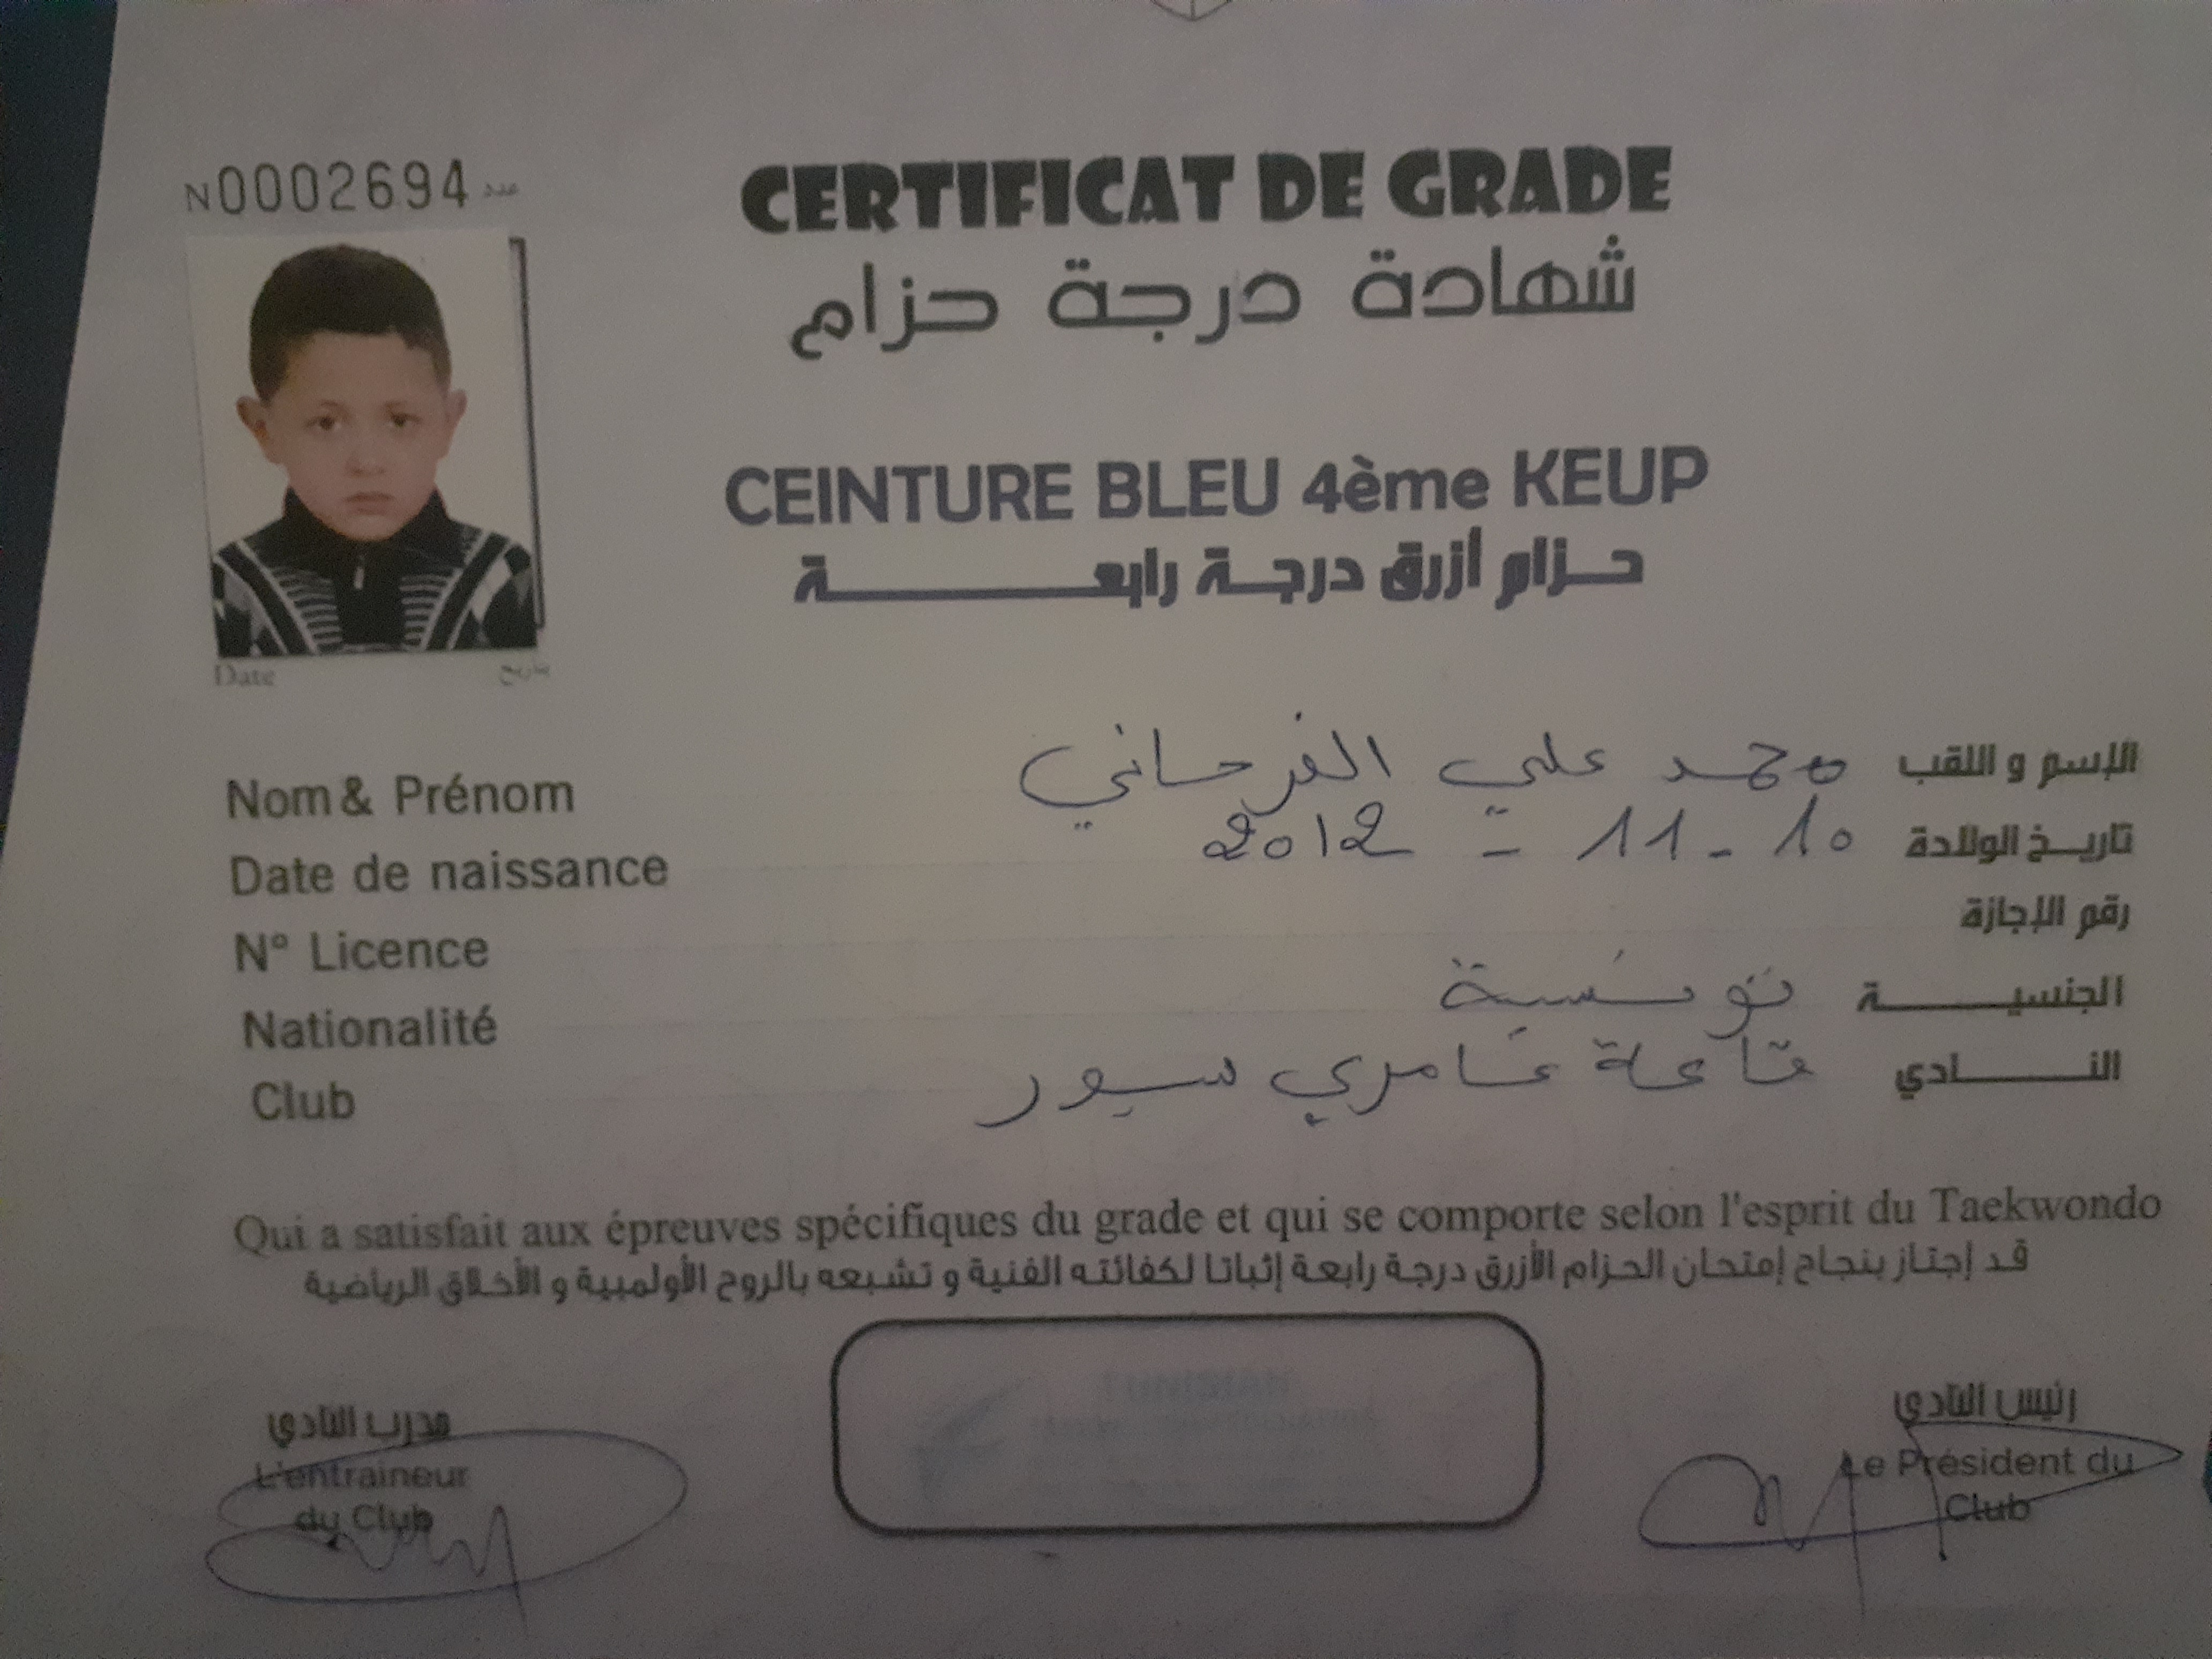 N0002694 عدد
CERTIFICAT DE GRADE
شهادة درجة حزام
CEINTURE BLEU 4ème KEUP
حزام أزرق درجة رابعة
Date تاريخ
Nom & Prénom محمد علي الفرحاني الإسم و اللقب
Date de naissance 10 - 11 - 2012 تاريخ الولادة
N° Licence رقم الإجازة
Nationalité تونسية الجنسية
Club قاعة عامري سبور النادي
Qui a satisfait aux épreuves spécifiques du grade et qui se comporte selon l'esprit du Taekwondo
قد إجتاز بنجاح إمتحان الحزام الأزرق درجة رابعة إثباتا لكفائته الفنية و تشبعه بالروح الأولمبية و الأخلاق الرياضية
مدرب النادي
L'entraineur
du Club
TUNISIAN
رئيس النادي
Le Président du
Club